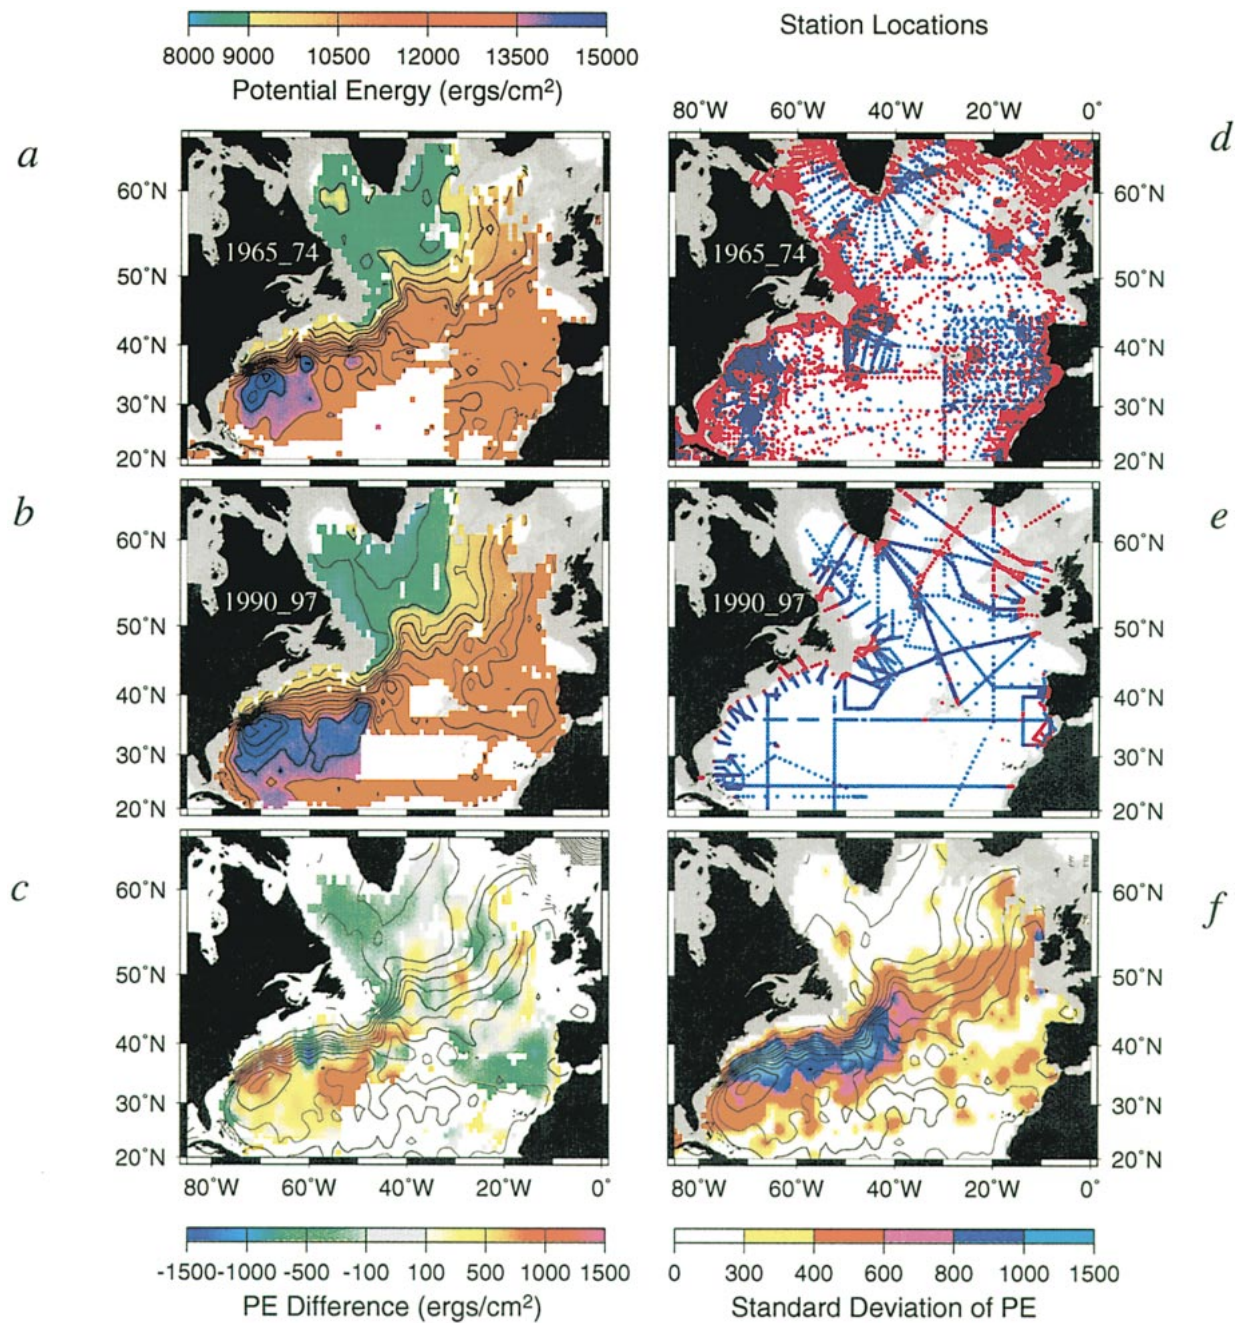 8000 9000 10500 12000 13500 15000
Potential Energy (ergs/cm²)
Station Locations
80˚W 60˚W 40˚W 20˚W 0˚
a
60˚N
50˚N
40˚N
30˚N
20˚N
1965_74
d
60˚N
50˚N
40˚N
30˚N
20˚N
1965_74
b
60˚N
50˚N
40˚N
30˚N
20˚N
1990_97
e
60˚N
50˚N
40˚N
30˚N
20˚N
1990_97
c
60˚N
50˚N
40˚N
30˚N
20˚N
80˚W 60˚W 40˚W 20˚W 0˚
f
60˚N
50˚N
40˚N
30˚N
20˚N
80˚W 60˚W 40˚W 20˚W 0˚
-1500 -1000 -500 -100 100 500 1000 1500
PE Difference (ergs/cm²)
0 300 400 600 800 1000 1500
Standard Deviation of PE